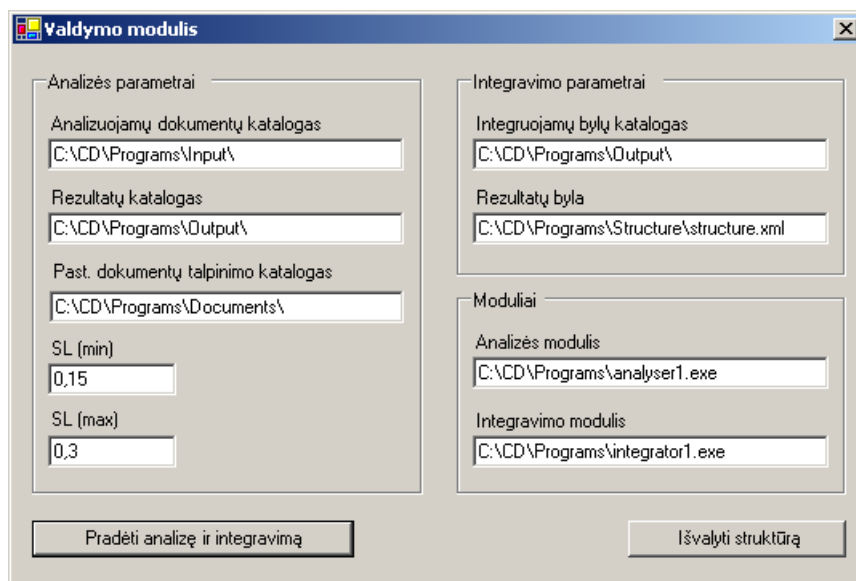 Valdymo modulis
Analizės parametrai
Analizuojamų dokumentų katalogas
C:\CD\Programs\Input\
Rezultatų katalogas
C:\CD\Programs\Output\
Past. dokumentų talpinimo katalogas
C:\CD\Programs\Documents\
SL (min)
0,15
SL (max)
0,3
Integravimo parametrai
Integruojamų bylų katalogas
C:\CD\Programs\Output\
Rezultatų byla
C:\CD\Programs\Structure\structure.xml
Moduliai
Analizės modulis
C:\CD\Programs\analyser1.exe
Integravimo modulis
C:\CD\Programs\integrator1.exe
Pradėti analizę ir integravimą
Išvalyti struktūrą